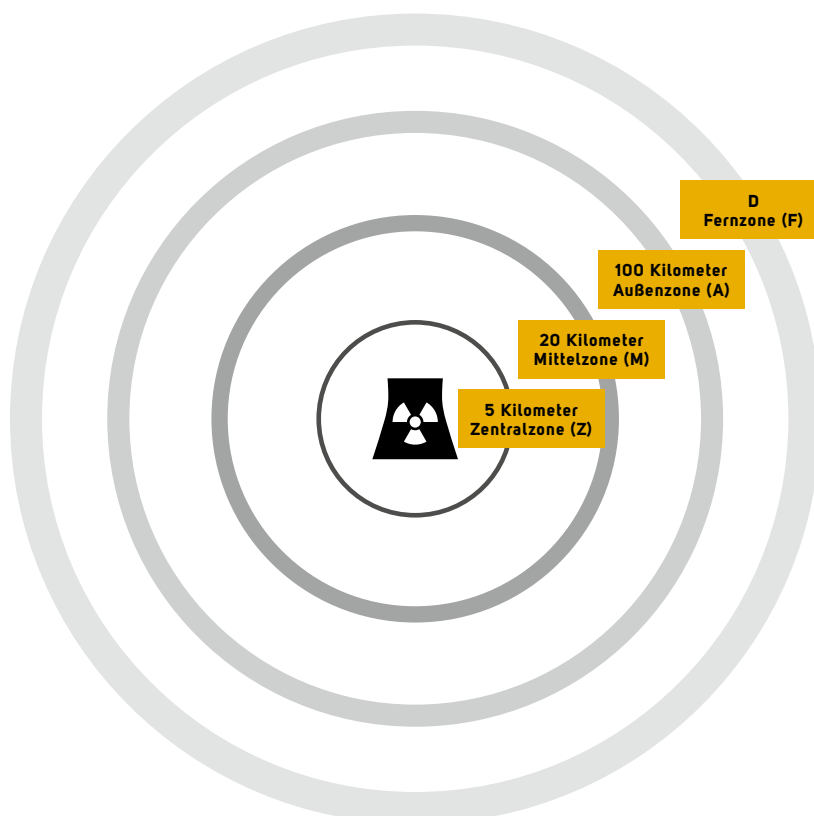 D
Fernzone (F)
100 Kilometer
Außenzone (A)
20 Kilometer
Mittelzone (M)
5 Kilometer
Zentralzone (Z)